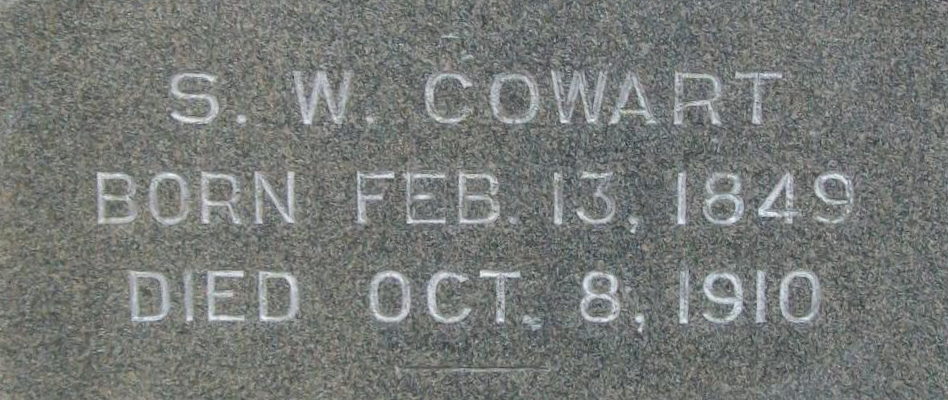 S. W. COWART
BORN FEB. 13, 1849
DIED OCT. 8, 1910